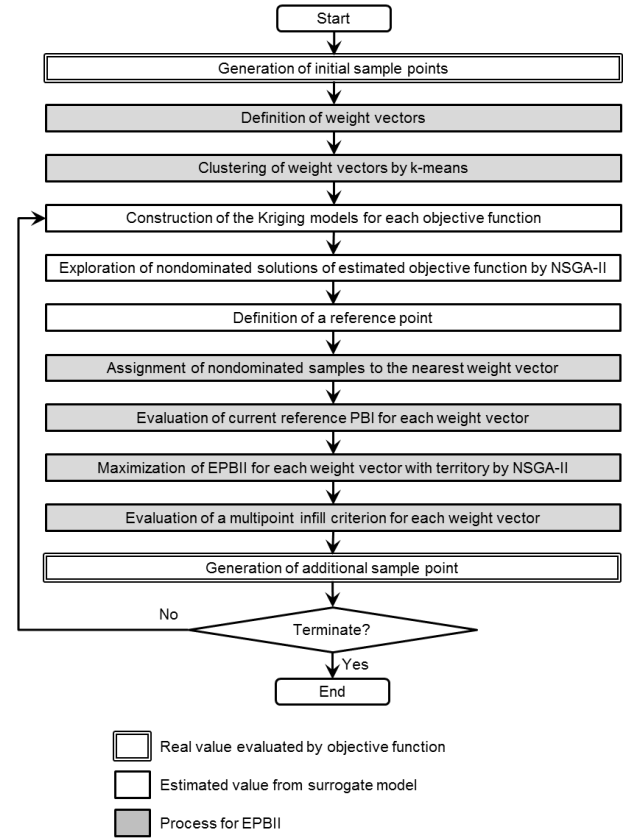 Start
Generation of initial sample points
Definition of weight vectors
Clustering of weight vectors by k-means
Construction of the Kriging models for each objective function
Exploration of nondominated solutions of estimated objective function by NSGA-II
Definition of a reference point
Assignment of nondominated samples to the nearest weight vector
Evaluation of current reference PBI for each weight vector
Maximization of EPBII for each weight vector with territory by NSGA-II
Evaluation of a multipoint infill criterion for each weight vector
Generation of additional sample point
No
Terminate?
Yes
End
Real value evaluated by objective function
Estimated value from surrogate model
Process for EPBII